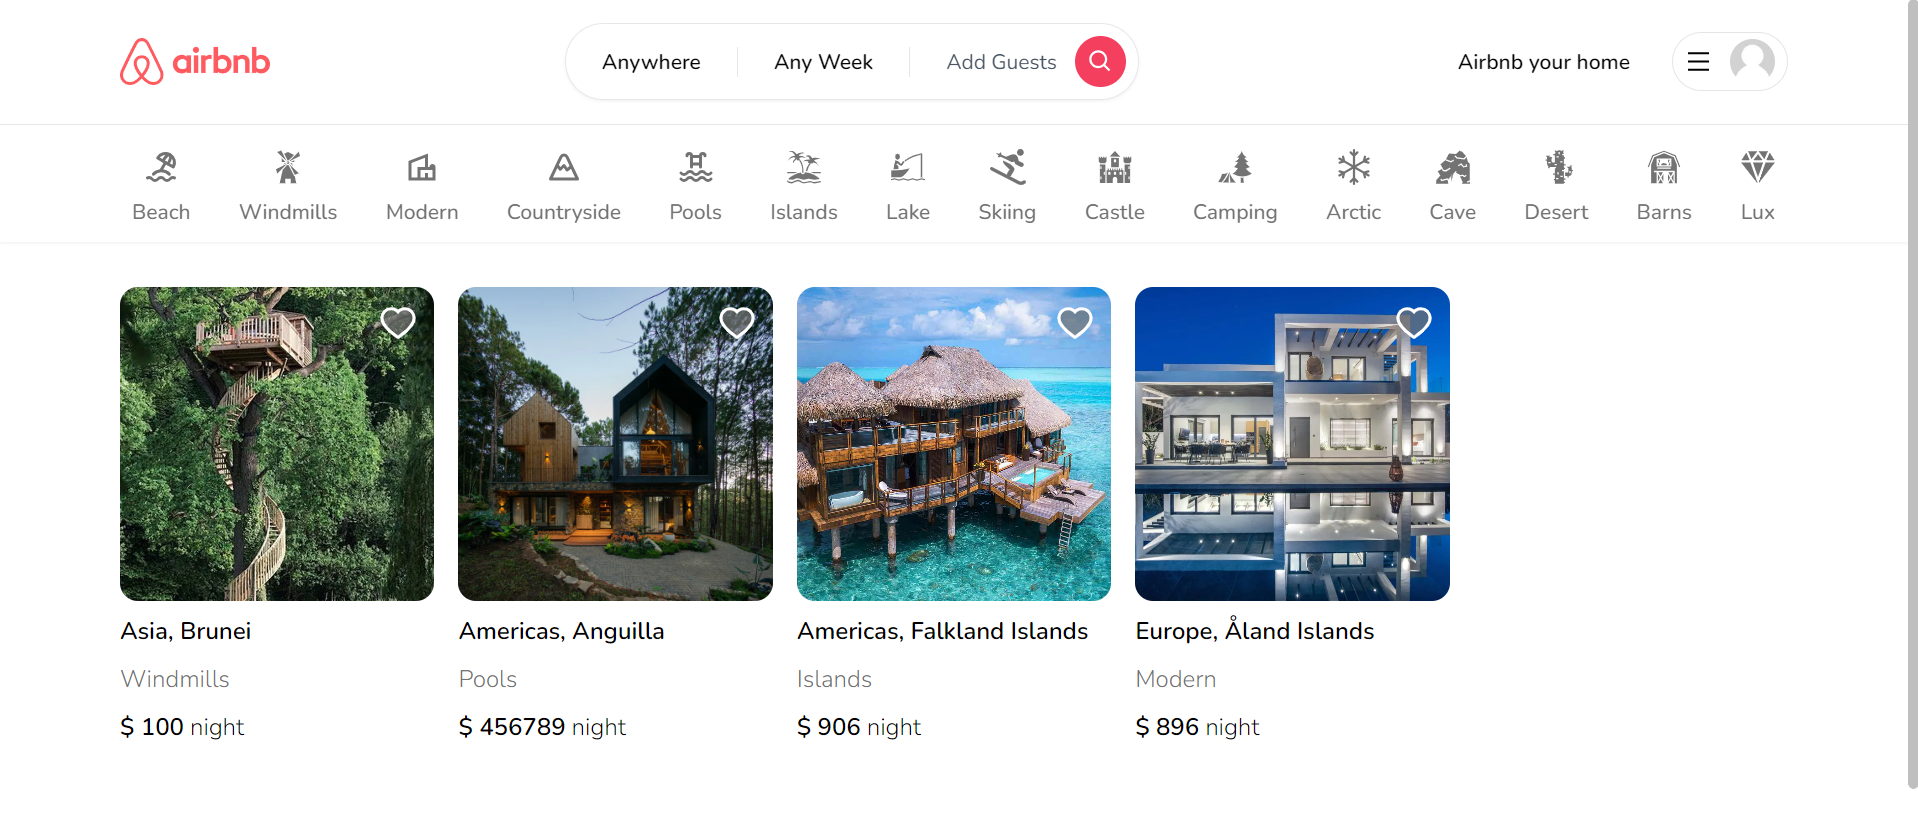 airbnb
Anywhere
Any Week
Add Guests
Airbnb your home
Beach
Windmills
Modern
Countryside
Pools
Islands
Lake
Skiing
Castle
Camping
Arctic
Cave
Desert
Barns
Lux
Asia, Brunei
Windmills
$ 100 night
Americas, Anguilla
Pools
$ 456789 night
Americas, Falkland Islands
Islands
$ 906 night
Europe, Åland Islands
Modern
$ 896 night